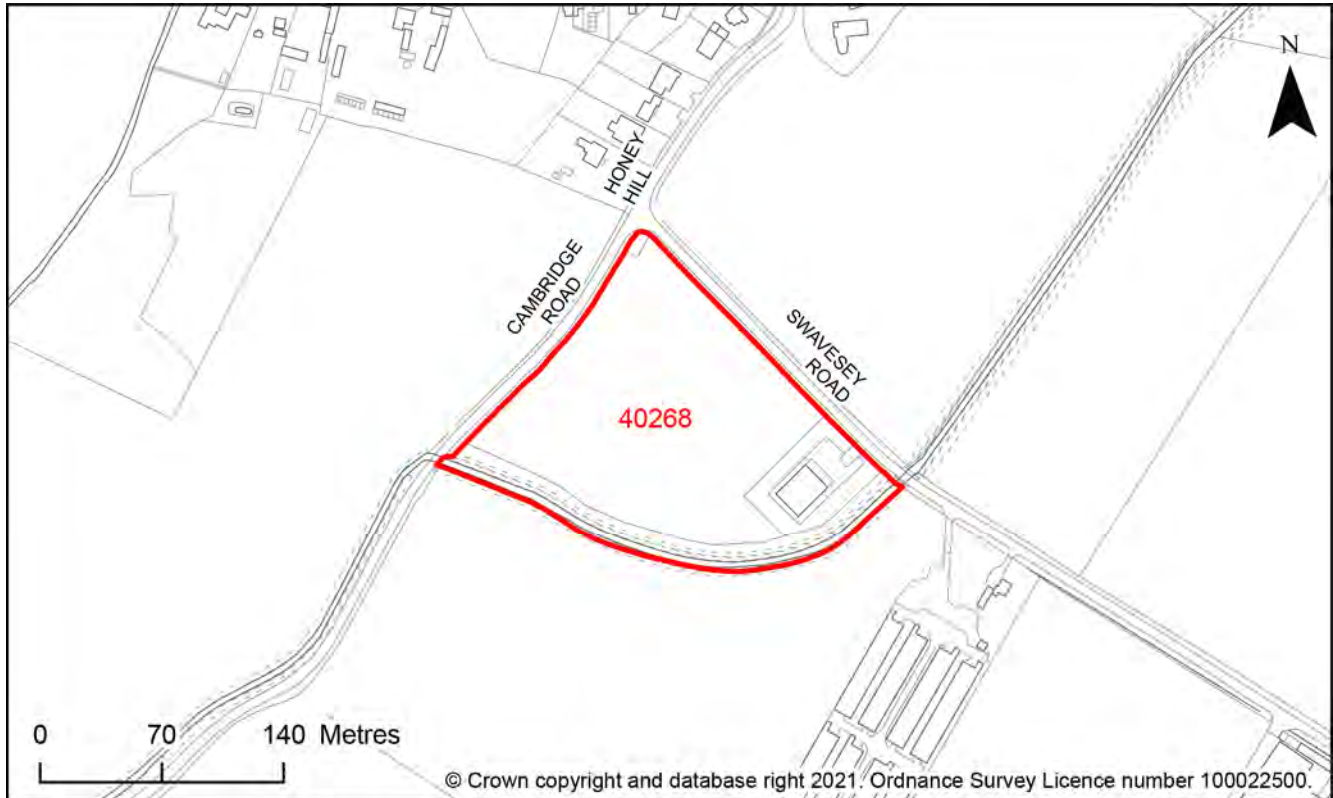 N
HONEY
HILL
CAMBRIDGE
ROAD
SWAVESEY
ROAD
40268
0 70 140 Metres
© Crown copyright and database right 2021. Ordnance Survey Licence number 100022500.